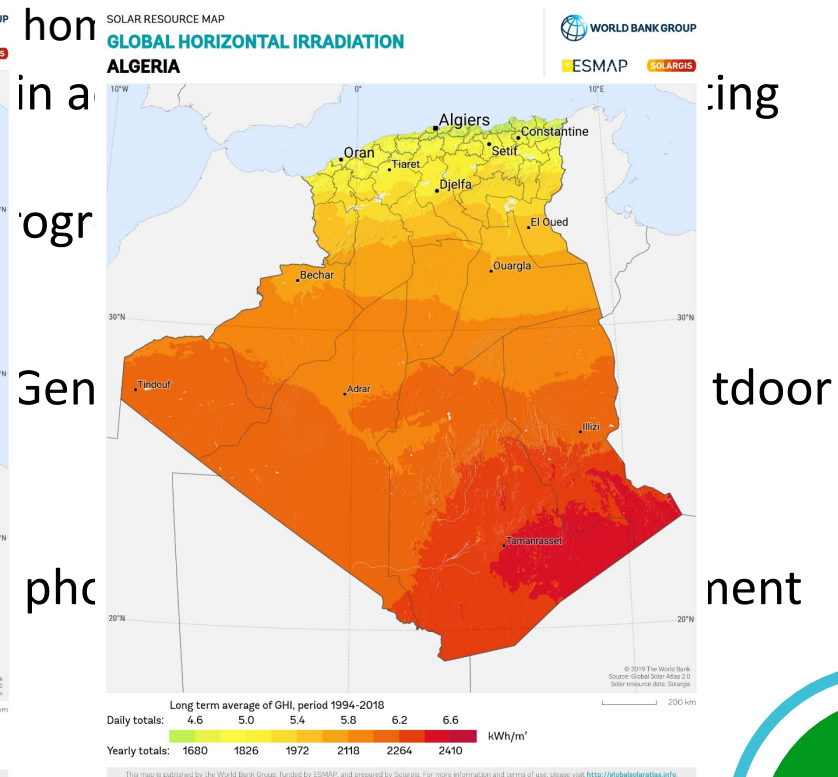 SOLAR RESOURCE MAP
GLOBAL HORIZONTAL IRRADIATION
ALGERIA
WORLD BANK GROUP
ESMAP
SOLARGIS
hom
in a
ting
rogr
Gen
tdoor
pho
ment
10°W
0°
10°E
Algiers
Constantine
Oran
Setif
Tiaret
Djelfa
El Oued
Ouargla
Bechar
30°N
30°N
Tindouf
Adrar
Illizi
Tamanrasset
20°N
20°N
© 2019 The World Bank
Source: Global Solar Atlas 2.0
Solar resource data: Solargis
200 km
Long term average of GHI, period 1994-2018
Daily totals: 4.6 5.0 5.4 5.8 6.2 6.6
kWh/m²
Yearly totals: 1680 1826 1972 2118 2264 2410
This map is published by the World Bank Group, funded by ESMAP, and prepared by Solargis. For more information and terms of use, please visit http://globalsolaratlas.info.